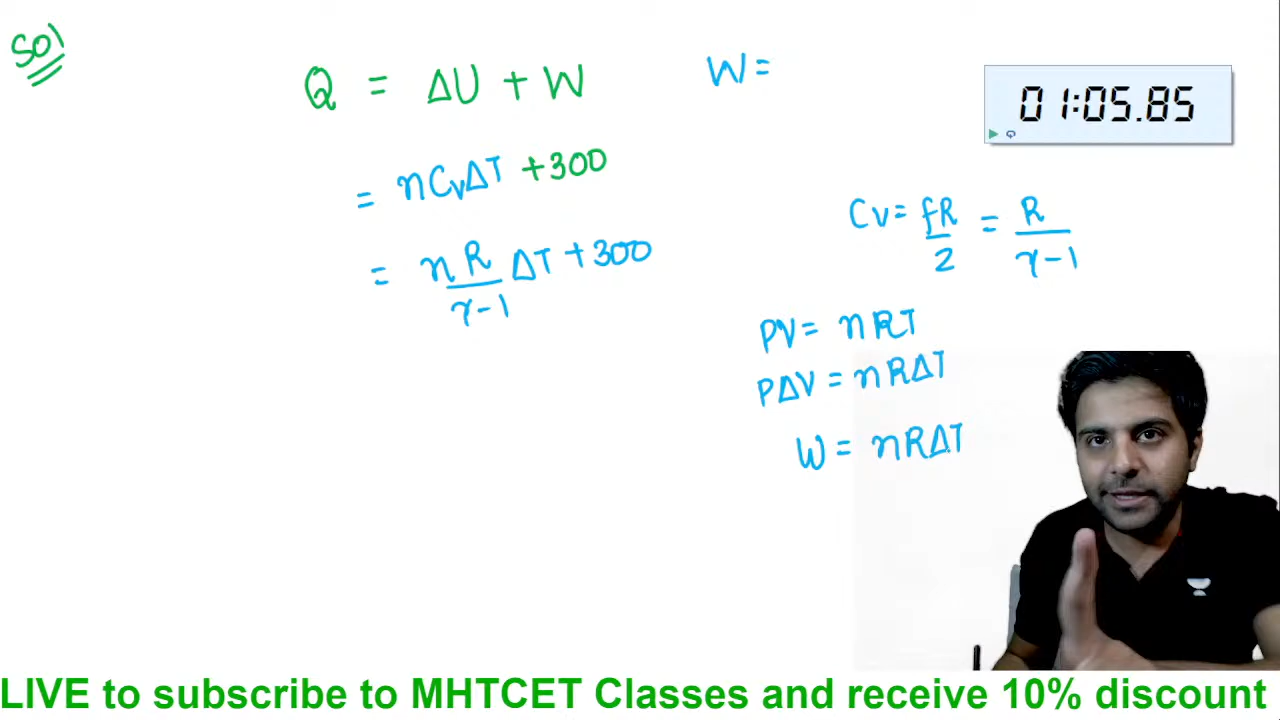 Sol
Q = ΔU + W
W =
01:05.85
= nCvΔT + 300
Cv = fR/2 = R/γ-1
= nR/γ-1 ΔT + 300
PV = nRT
PΔV = nRΔT
W = nRΔT
LIVE to subscribe to MHTCET Classes and receive 10% discount